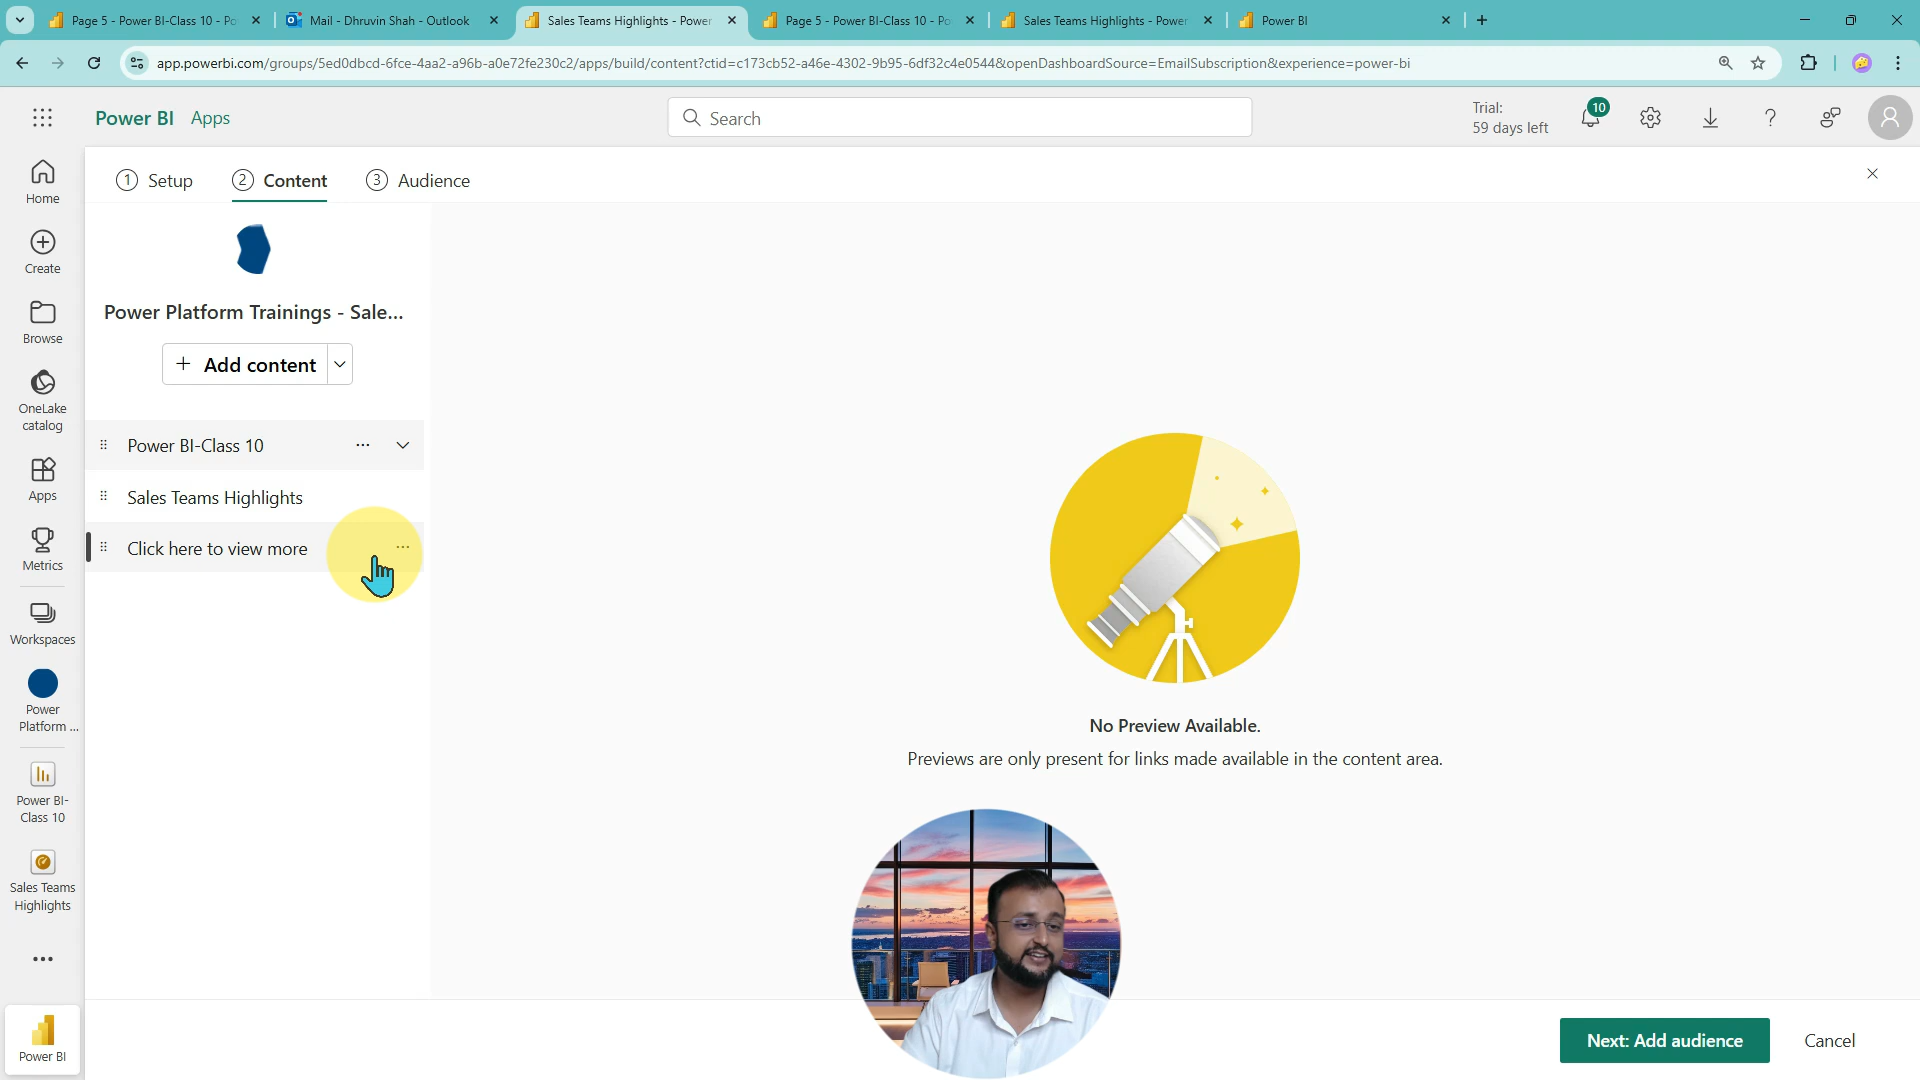 Page 5 - Power BI-Class 10 - Po
Mail - Dhruvin Shah - Outlook
Sales Teams Highlights - Power
Page 5 - Power BI-Class 10 - Po
Sales Teams Highlights - Power
Power BI
app.powerbi.com/groups/5ed0dbcd-6fce-4aa2-a96b-a0e72fe230c2/apps/build/content?ctid=c173cb52-a46e-4302-9b95-6df32c4e0544&openDashboardSource=EmailSubscription&experience=power-bi
Power BI Apps
Search
Trial:
59 days left
10
1 Setup
2 Content
3 Audience
Home
Create
Browse
OneLake
catalog
Apps
Metrics
Workspaces
Power
Platform ...
Power BI-
Class 10
Sales Teams
Highlights
Power BI
Power Platform Trainings - Sale...
Add content
Power BI-Class 10
Sales Teams Highlights
Click here to view more
No Preview Available.
Previews are only present for links made available in the content area.
Next: Add audience
Cancel